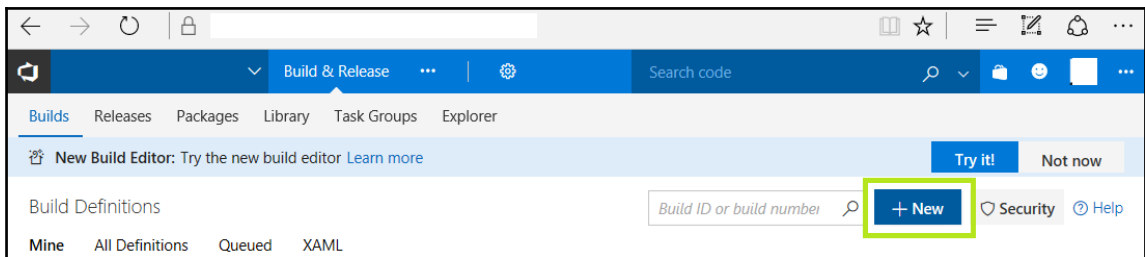 Build & Release ... Search code ...
Builds Releases Packages Library Task Groups Explorer
New Build Editor: Try the new build editor Learn more Try it! Not now
Build Definitions Build ID or build number + New Security ? Help
Mine All Definitions Queued XAML